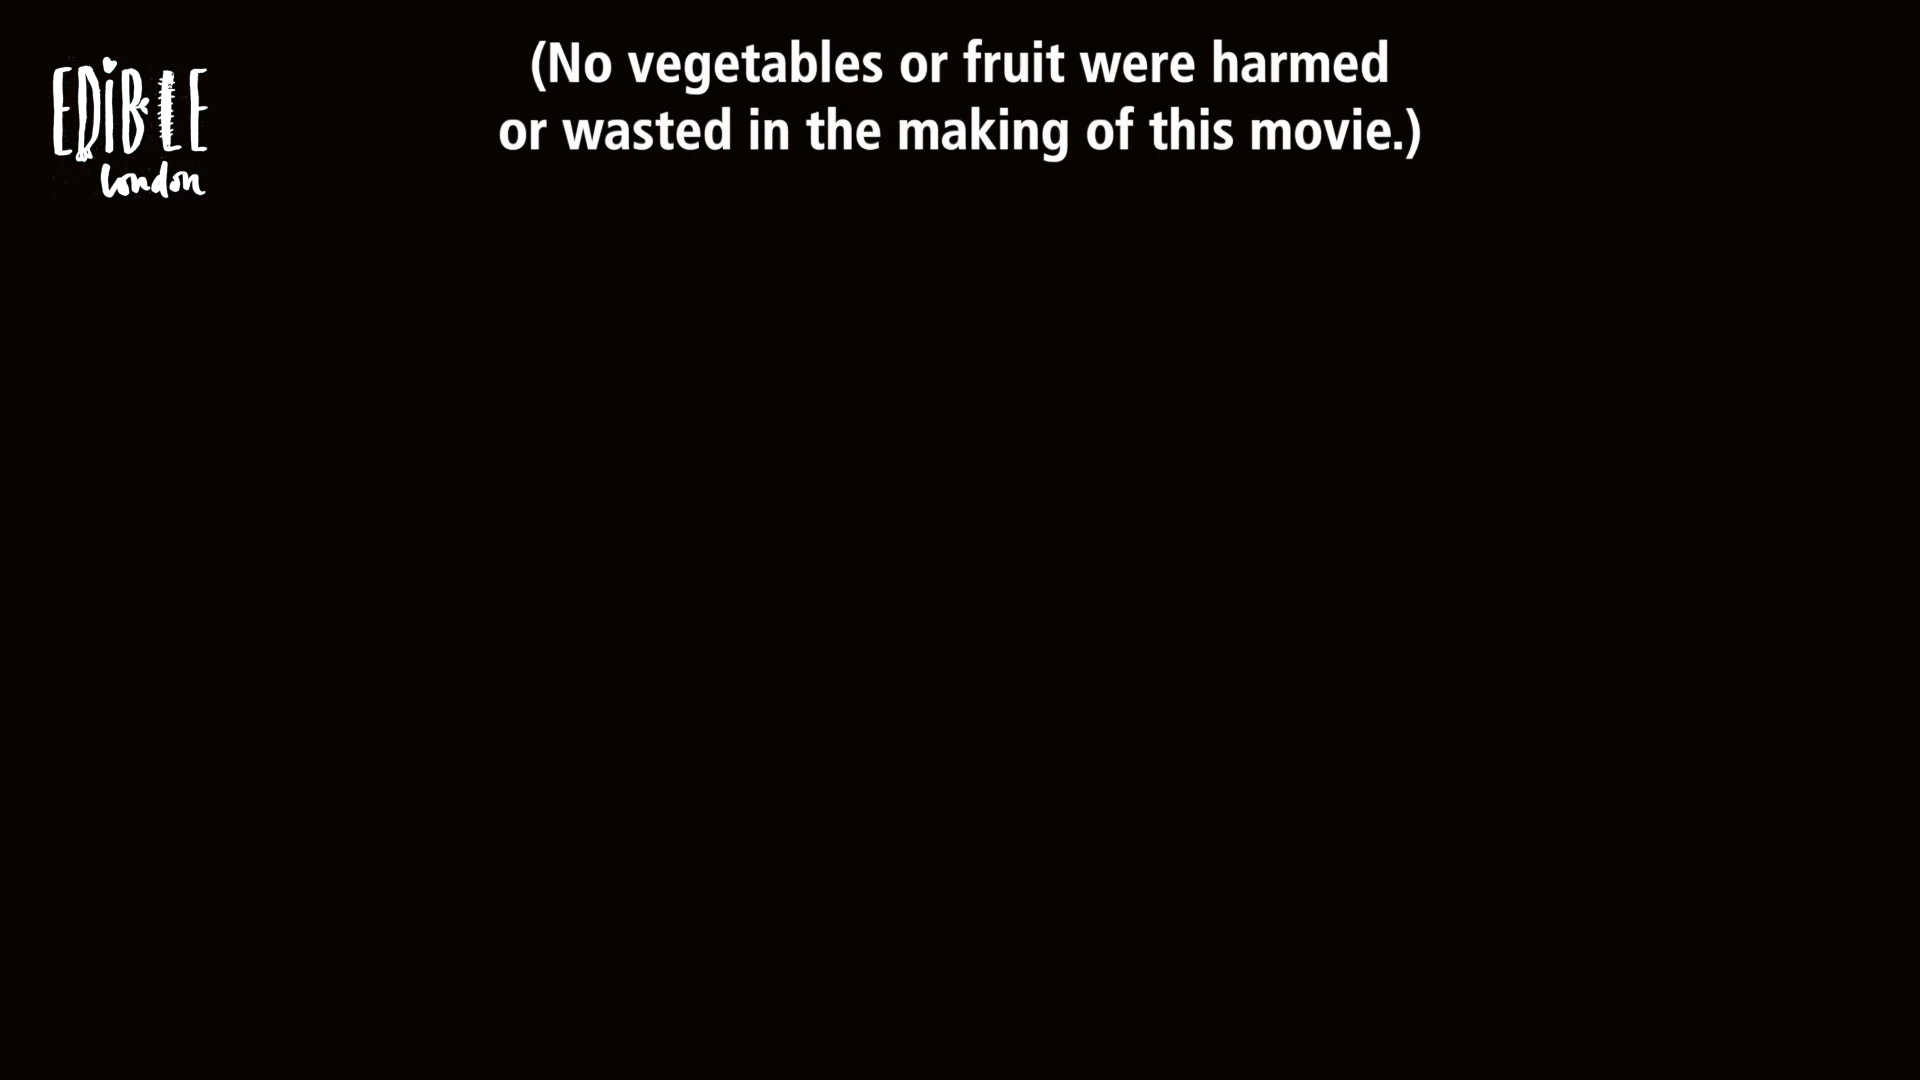 EDIBLE
London
(No vegetables or fruit were harmed
or wasted in the making of this movie.)